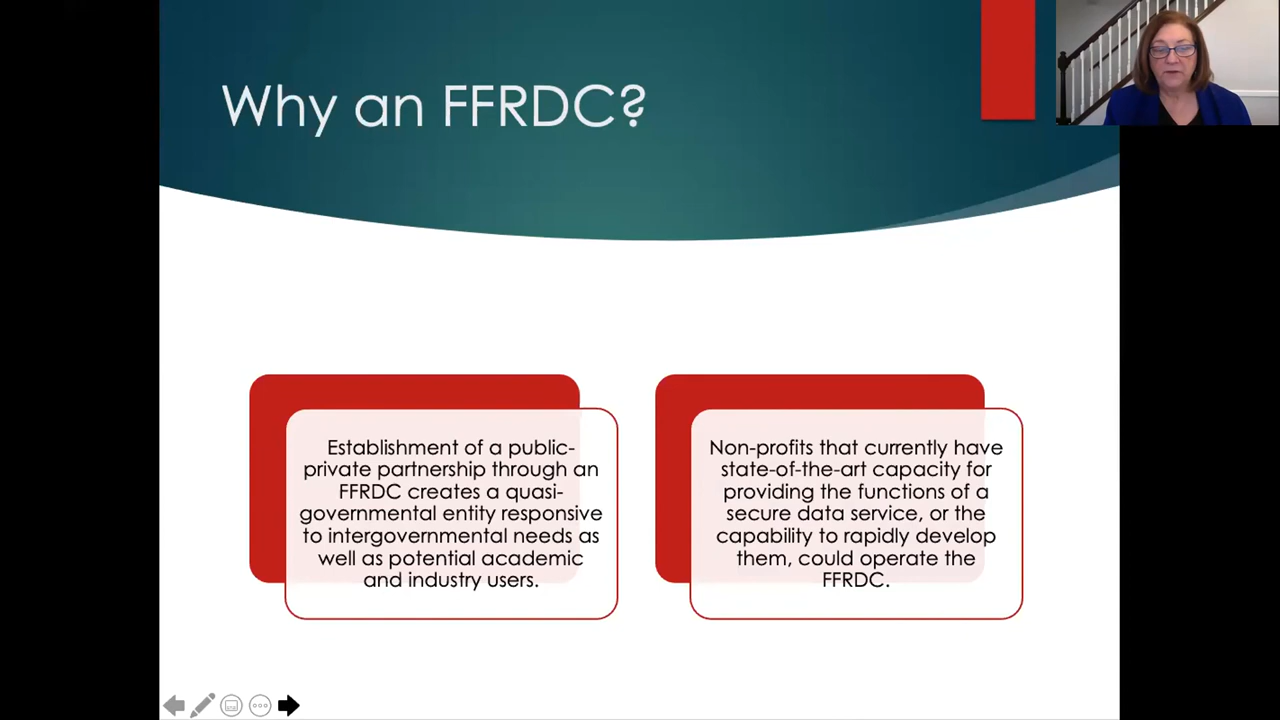 Why an FFRDC?
Establishment of a public-
private partnership through an
FFRDC creates a quasi-
governmental entity responsive
to intergovernmental needs as
well as potential academic
and industry users.
Non-profits that currently have
state-of-the-art capacity for
providing the functions of a
secure data service, or the
capability to rapidly develop
them, could operate the
FFRDC.